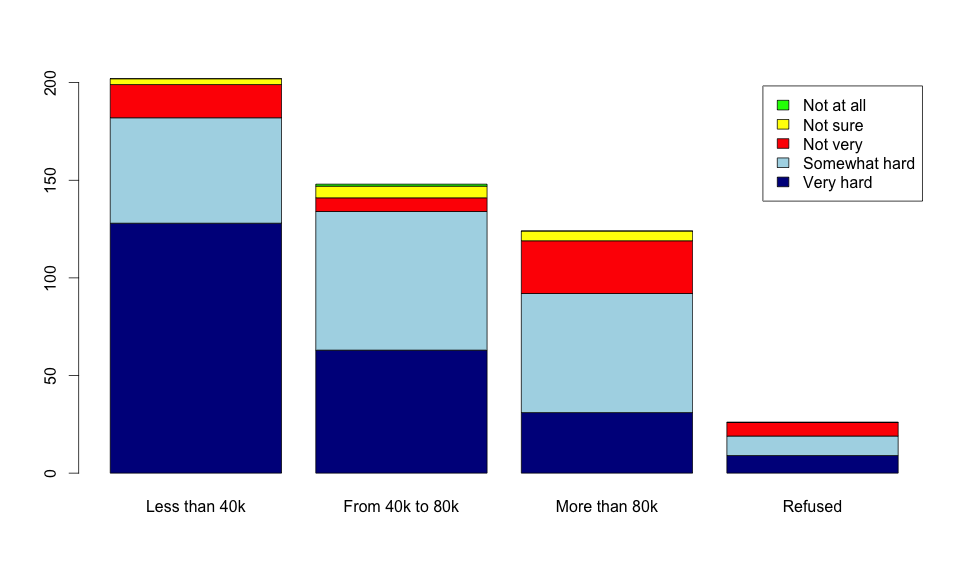 200
150
100
50
0
Not at all
Not sure
Not very
Somewhat hard
Very hard
Less than 40k
From 40k to 80k
More than 80k
Refused